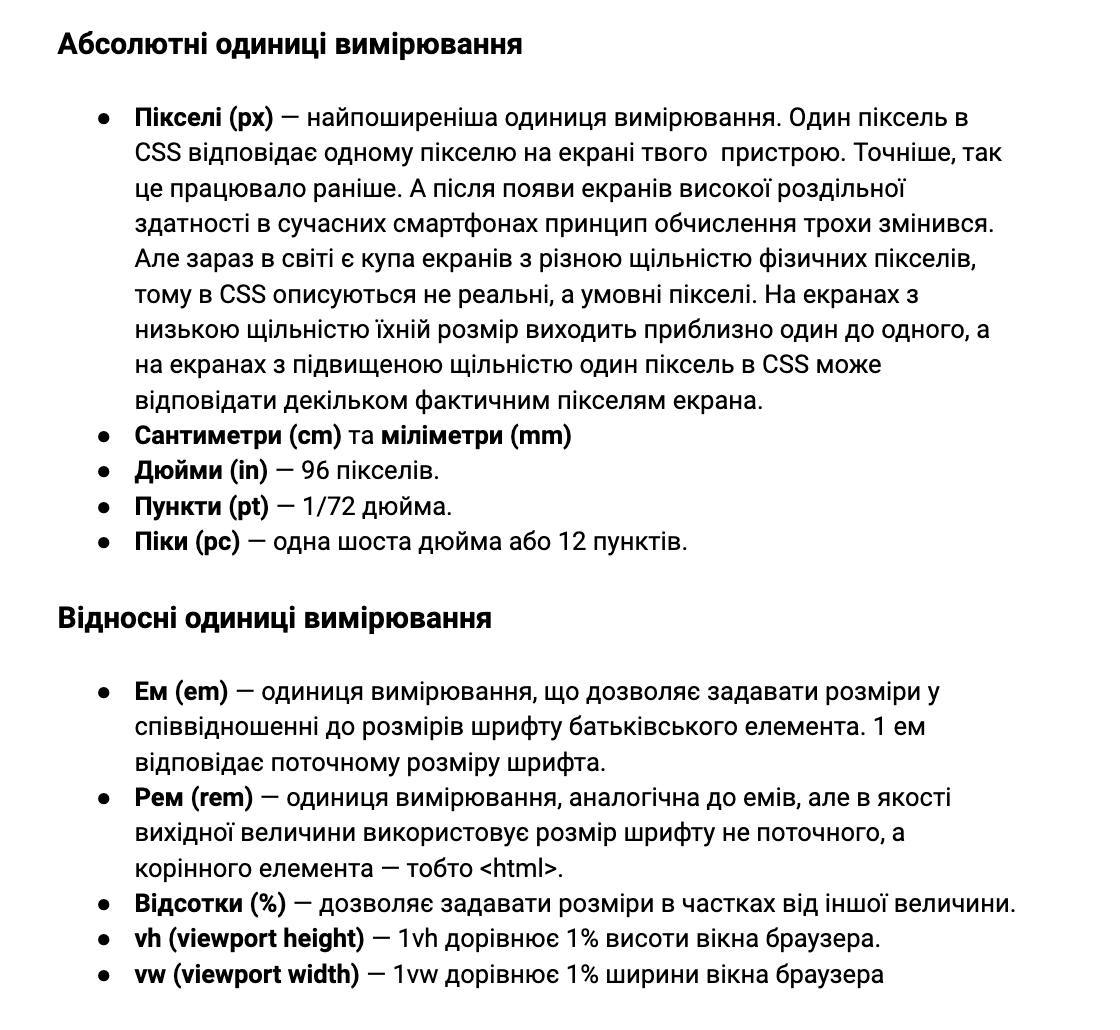 Абсолютні одиниці вимірювання
● Пікселі (px) — найпоширеніша одиниця вимірювання. Один піксель в
CSS відповідає одному пікселю на екрані твого  пристрою. Точніше, так
це працювало раніше. А після появи екранів високої роздільної
здатності в сучасних смартфонах принцип обчислення трохи змінився.
Але зараз в світі є купа екранів з різною щільністю фізичних пікселів,
тому в CSS описуються не реальні, а умовні пікселі. На екранах з
низькою щільністю їхній розмір виходить приблизно один до одного, а
на екранах з підвищеною щільністю один піксель в CSS може
відповідати декільком фактичним пікселям екрана.
● Сантиметри (cm) та міліметри (mm)
● Дюйми (in) — 96 пікселів.
● Пункти (pt) — 1/72 дюйма.
● Піки (pc) — одна шоста дюйма або 12 пунктів.
Відносні одиниці вимірювання
● Ем (em) — одиниця вимірювання, що дозволяє задавати розміри у
співвідношенні до розмірів шрифту батьківського елемента. 1 ем
відповідає поточному розміру шрифта.
● Рем (rem) — одиниця вимірювання, аналогічна до емів, але в якості
вихідної величини використовує розмір шрифту не поточного, а
корінного елемента — тобто <html>.
● Відсотки (%) — дозволяє задавати розміри в частках від іншої величини.
● vh (viewport height) — 1vh дорівнює 1% висоти вікна браузера.
● vw (viewport width) — 1vw дорівнює 1% ширини вікна браузера